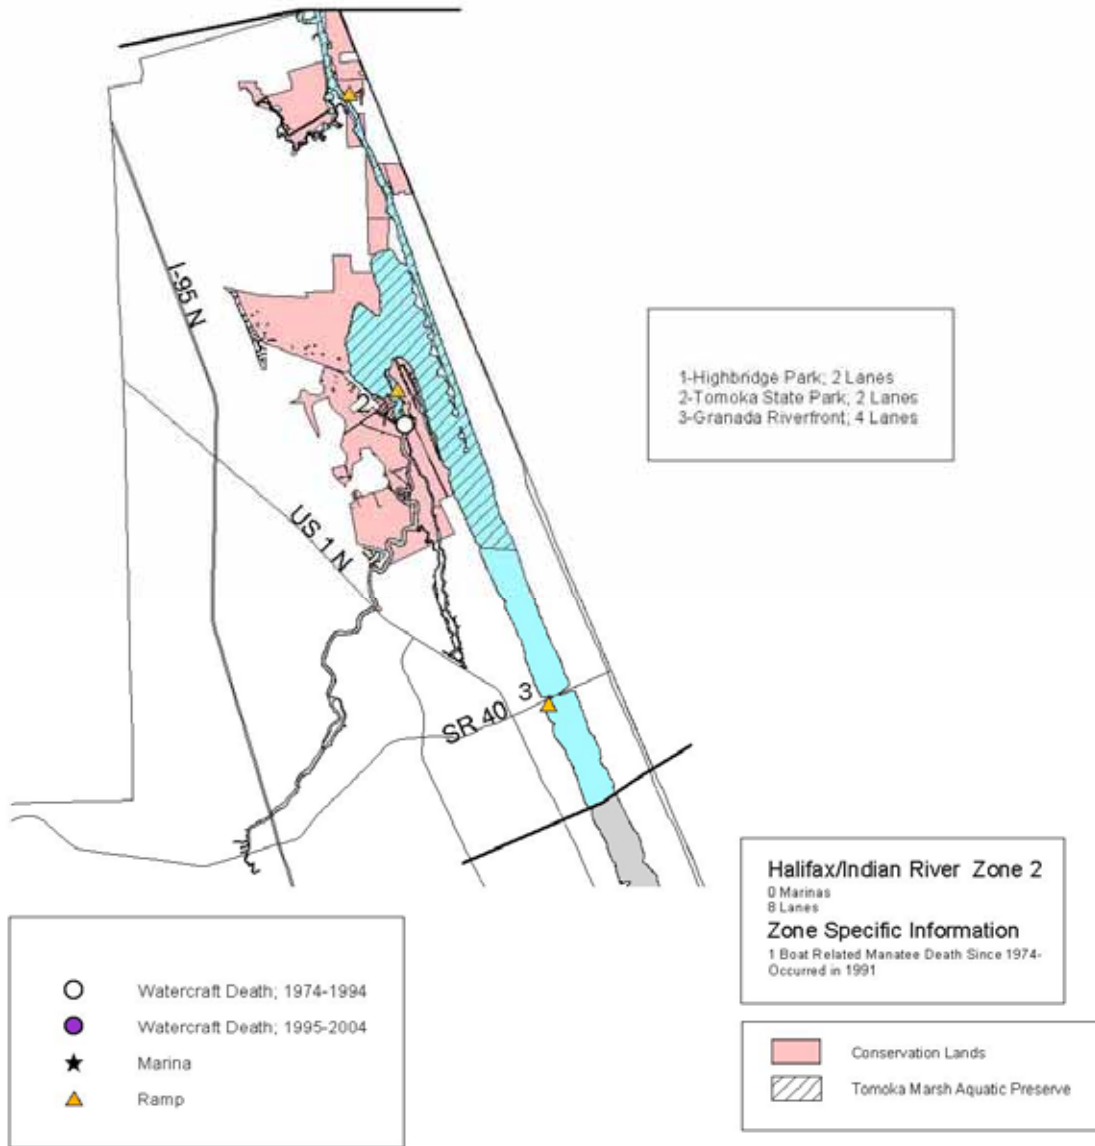 I-95 N
1-Highbridge Park; 2 Lanes
2-Tomoka State Park; 2 Lanes
3-Granada Riverfront; 4 Lanes
2
US 1 N
3
SR 40
Halifax/Indian River Zone 2
0 Marinas
8 Lanes
Zone Specific Information
1 Boat Related Manatee Death Since 1974-
Occurred in 1991
Watercraft Death; 1974-1994
Watercraft Death; 1995-2004
Marina
Ramp
Conservation Lands
Tomoka Marsh Aquatic Preserve